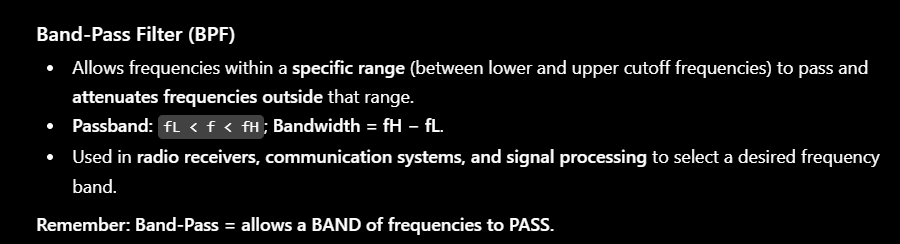 Band-Pass Filter (BPF)
• Allows frequencies within a specific range (between lower and upper cutoff frequencies) to pass and
attenuates frequencies outside that range.
• Passband: fL < f < fH; Bandwidth = fH − fL.
• Used in radio receivers, communication systems, and signal processing to select a desired frequency
band.
Remember: Band-Pass = allows a BAND of frequencies to PASS.